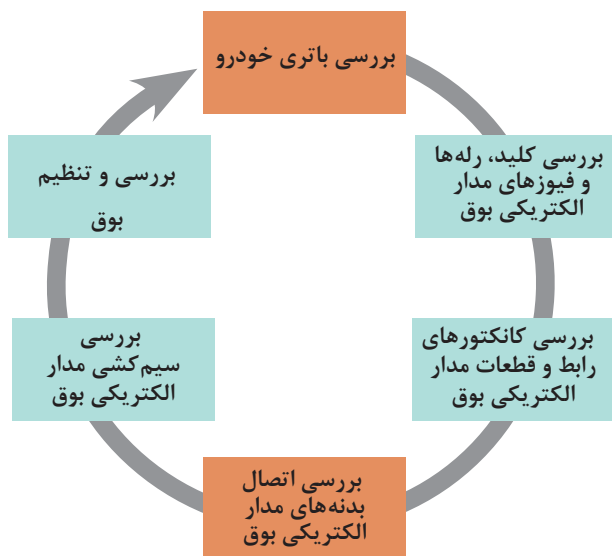 بررسی باتری خودرو
بررسی کلید، رله‌ها
و فیوزهای مدار
الکتریکی بوق
بررسی کانکتورهای
رابط و قطعات مدار
الکتریکی بوق
بررسی اتصال
بدنه‌های مدار
الکتریکی بوق
بررسی
سیم‌کشی مدار
الکتریکی بوق
بررسی و تنظیم
بوق